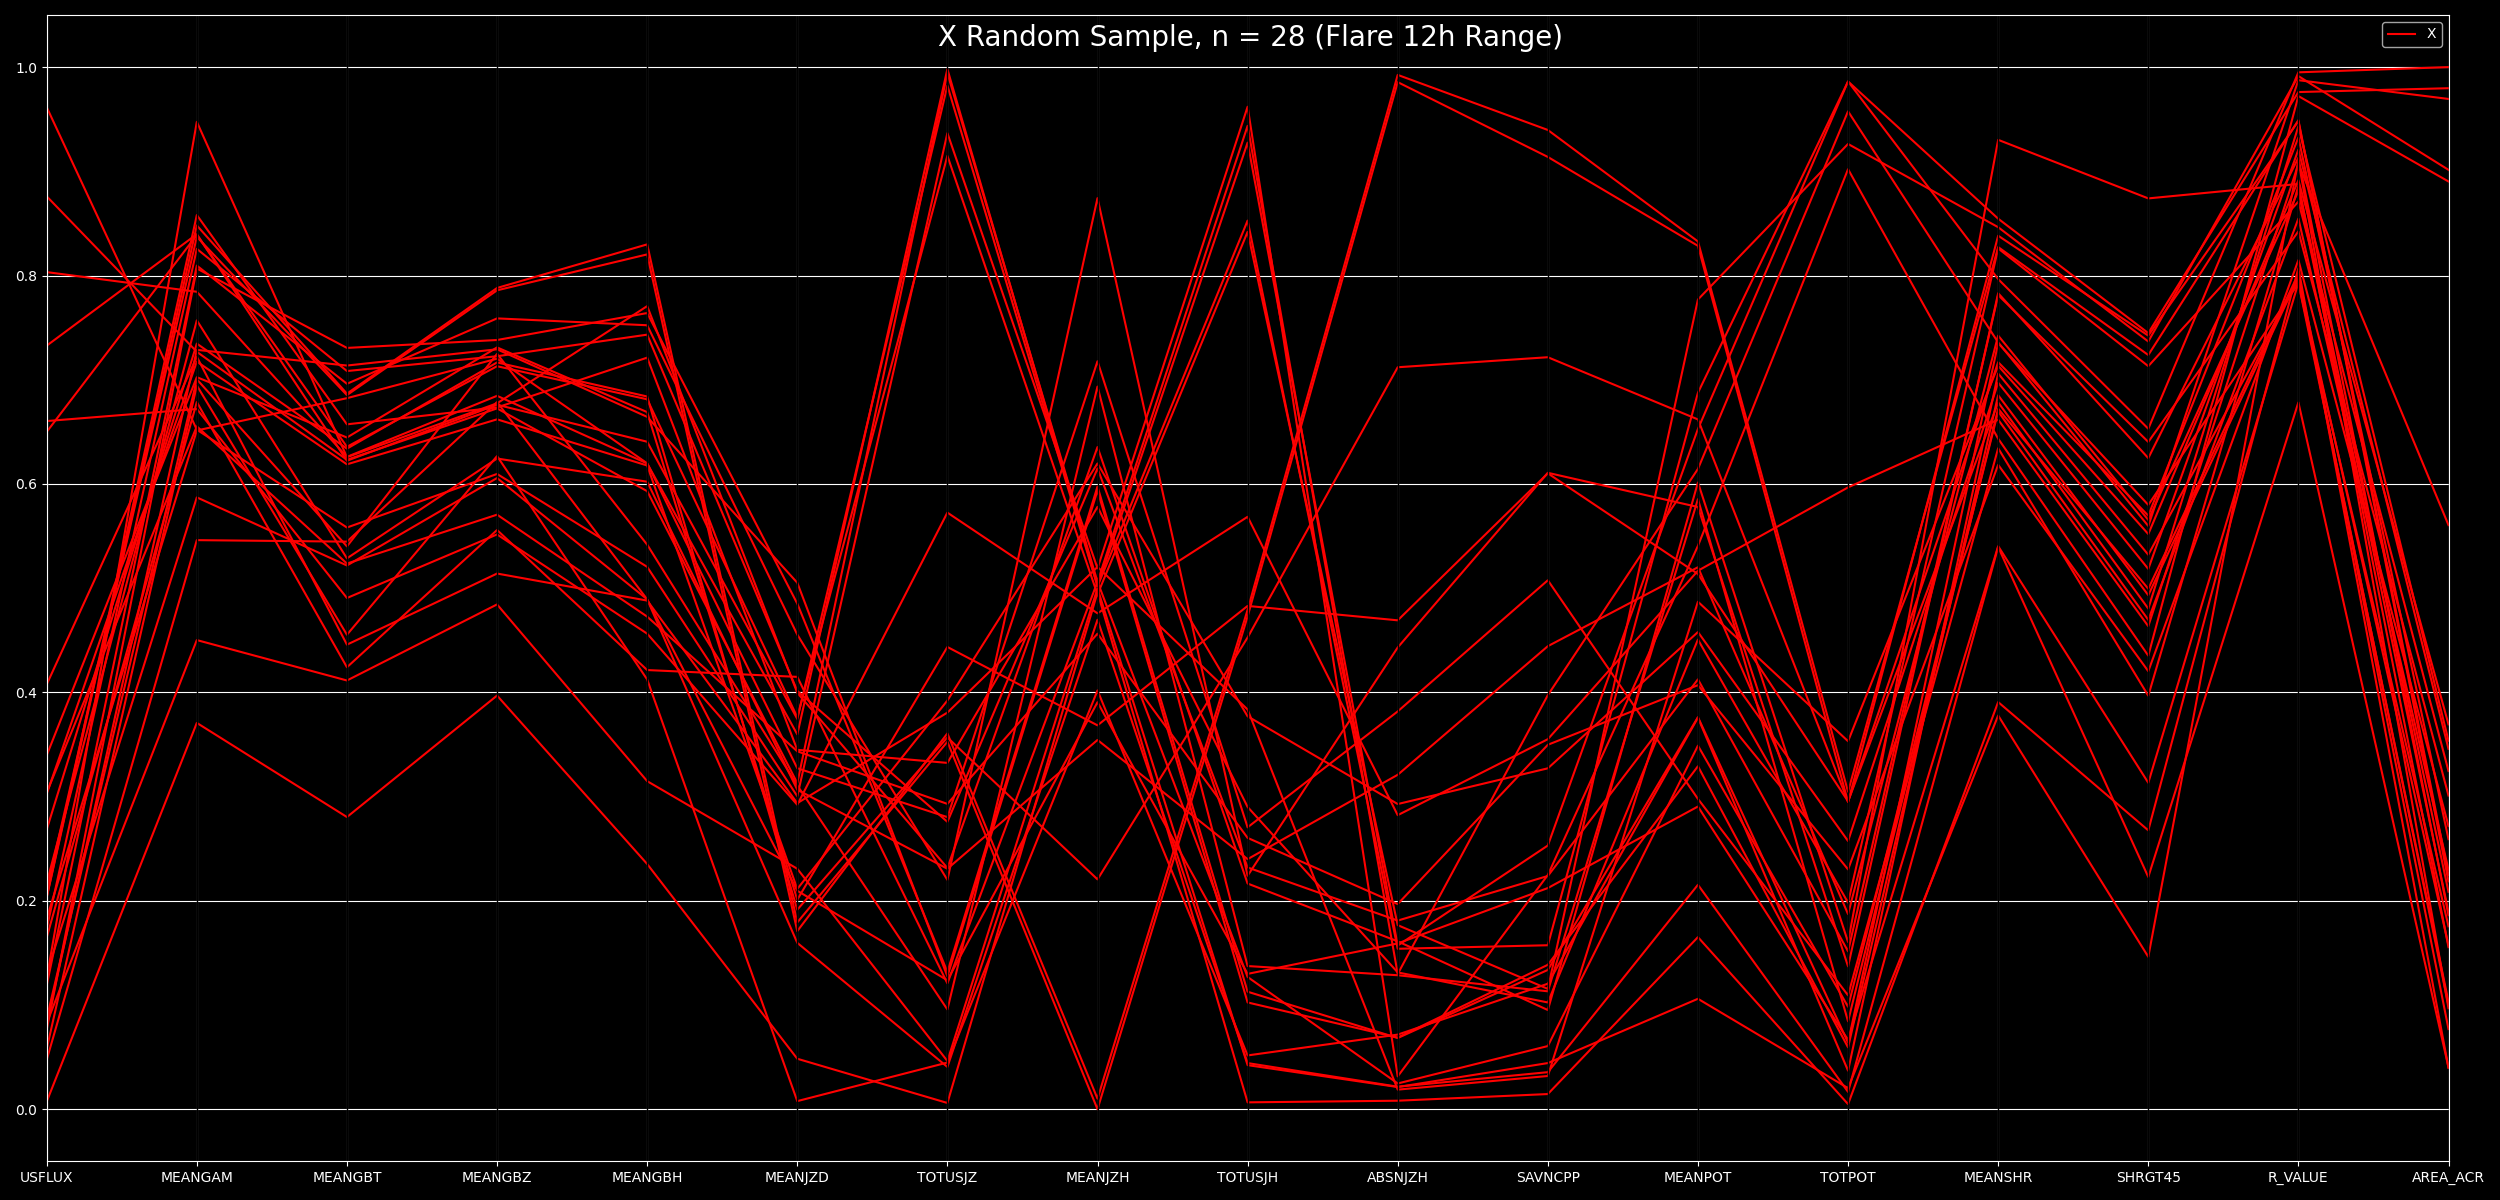 X Random Sample, n = 28 (Flare 12h Range)
X
1.0
0.8
0.6
0.4
0.2
0.0
USFLUX MEANGAM MEANGBT MEANGBZ MEANGBH MEANJZD TOTUSJZ MEANJZH TOTUSJH ABSNJZH SAVNCPP MEANPOT TOTPOT MEANSHR SHRGT45 R_VALUE AREA_ACR